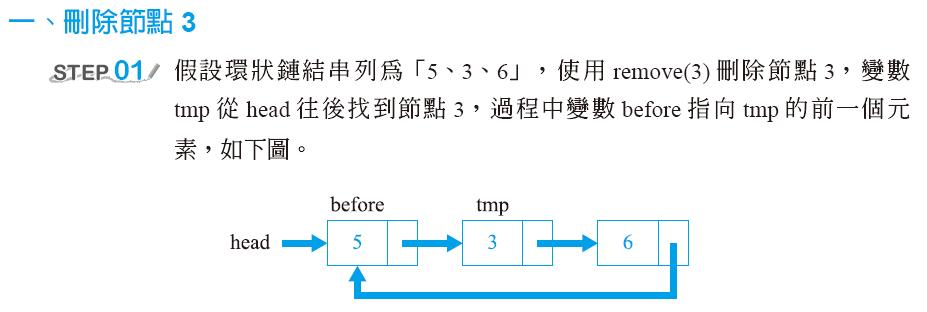 一、刪除節點 3
STEP 01 假設環狀鏈結串列為「5、3、6」，使用 remove(3) 刪除節點 3，變數
tmp 從 head 往後找到節點 3，過程中變數 before 指向 tmp 的前一個元
素，如下圖。
before tmp
head 5 3 6